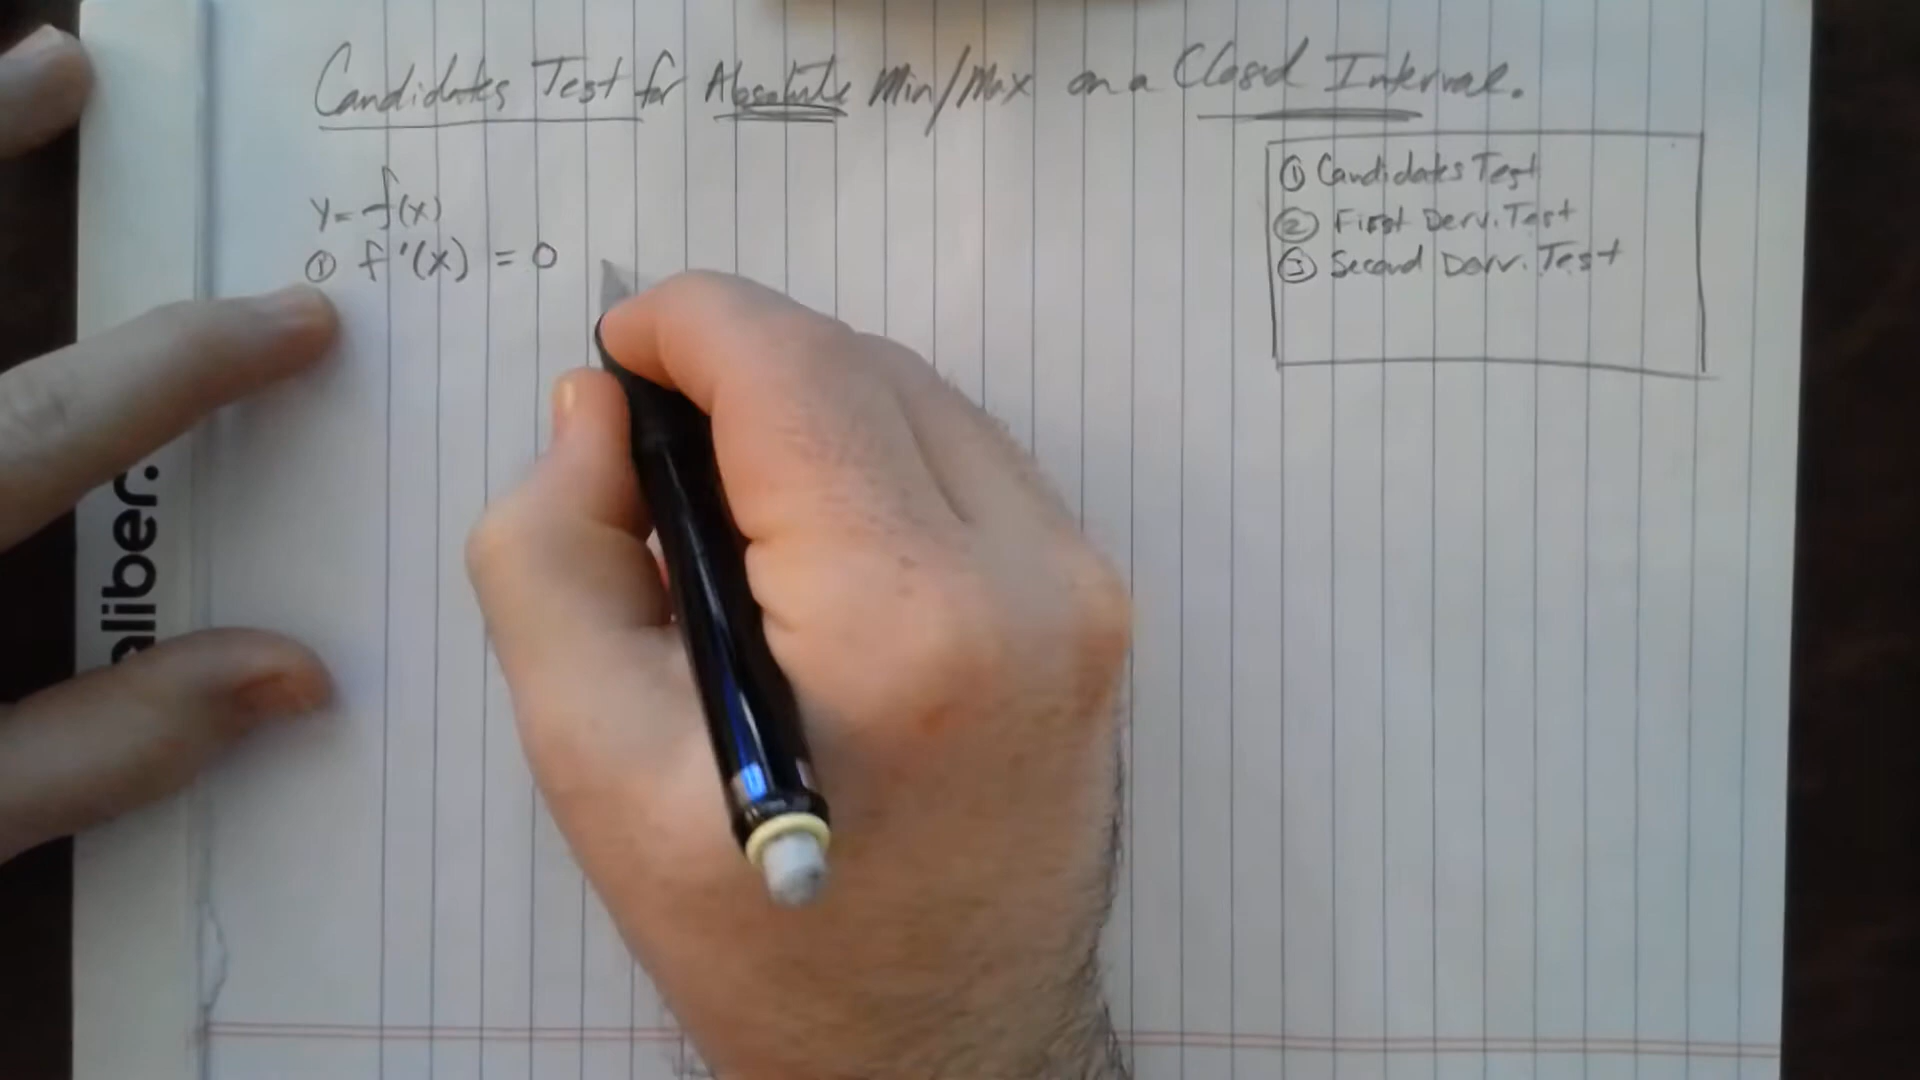 Candidates Test for Absolute Min/Max on a Closed Interval.
y = f(x)
① f'(x) = 0
① Candidates Test
② First Derv. Test
③ Second Derv. Test
aliber.